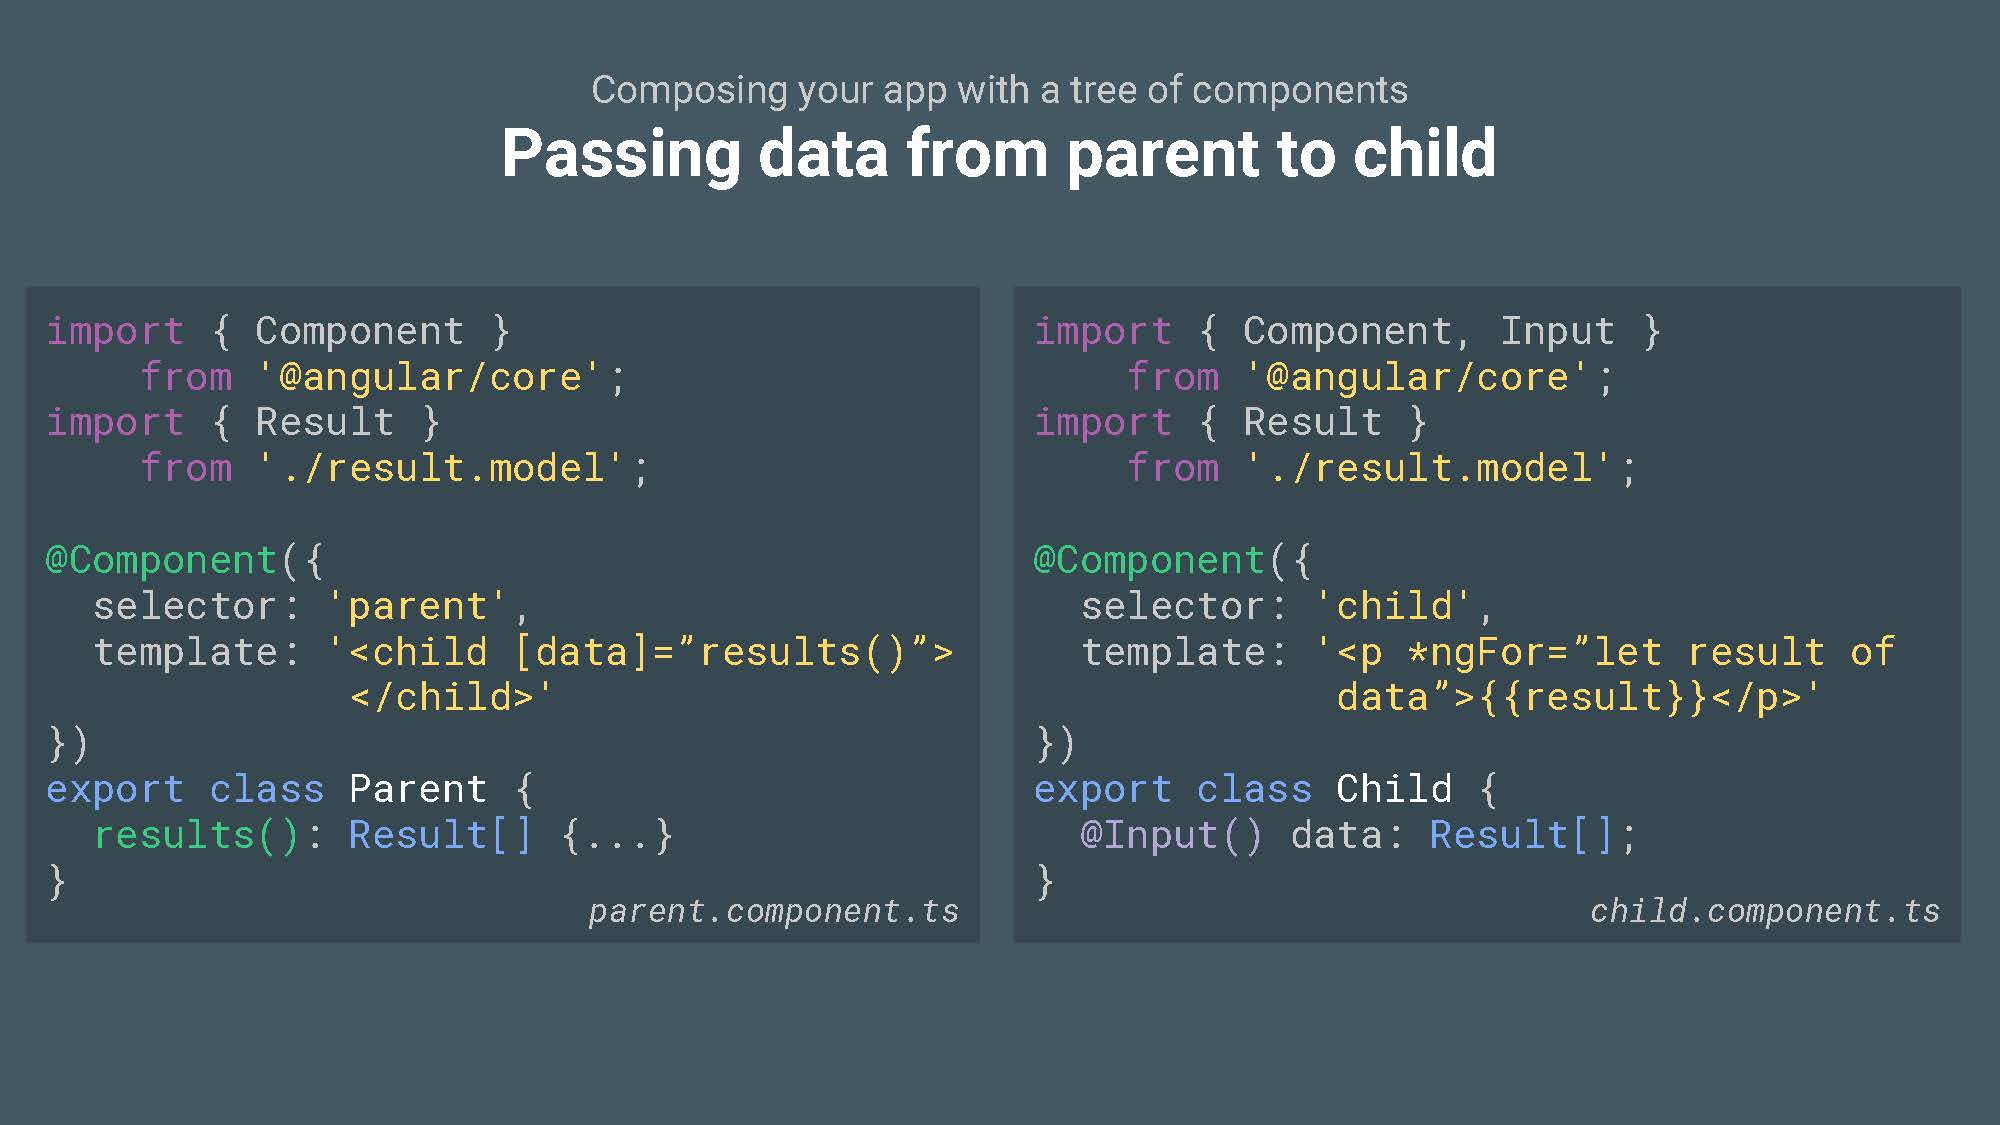 Composing your app with a tree of components
Passing data from parent to child
import { Component }
    from '@angular/core';
import { Result }
    from './result.model';

@Component({
  selector: 'parent',
  template: '<child [data]=”results()”>
             </child>'
})
export class Parent {
  results(): Result[] {...}
}
parent.component.ts
import { Component, Input }
    from '@angular/core';
import { Result }
    from './result.model';

@Component({
  selector: 'child',
  template: '<p *ngFor=”let result of
             data”>{{result}}</p>'
})
export class Child {
  @Input() data: Result[];
}
child.component.ts